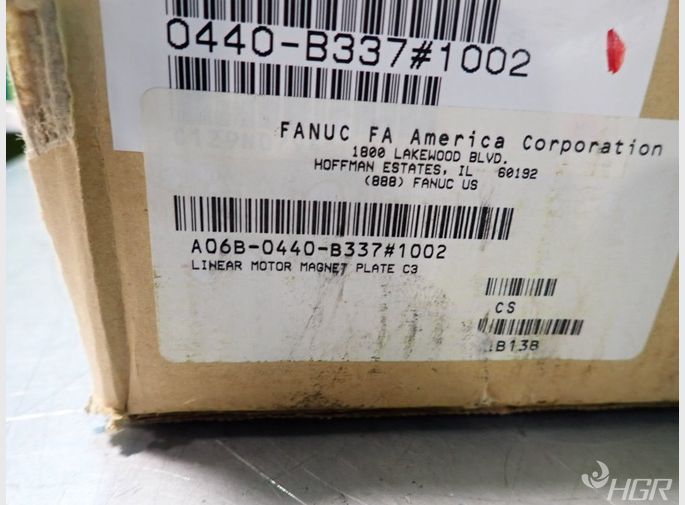 0440-B337#1002
FANUC FA America Corporation
1800 LAKEWOOD BLVD.
HOFFMAN ESTATES, IL 60192
(888) FANUC US
A06B-0440-B337#1002
LINEAR MOTOR MAGNET PLATE C3
CS
B13B
HGR